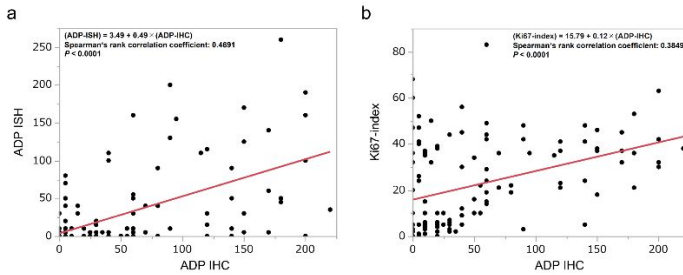 a
(ADP-ISH) = 3.49 + 0.49 × (ADP-IHC)
Spearman's rank correlation coefficient: 0.4691
P < 0.0001
250
200
150
100
50
0
ADP ISH
0 50 100 150 200
ADP IHC
b
(Ki67-index) = 15.79 + 0.12 × (ADP-IHC)
Spearman's rank correlation coefficient: 0.3849
P < 0.0001
80
60
40
20
0
Ki67-index
0 50 100 150 200
ADP IHC